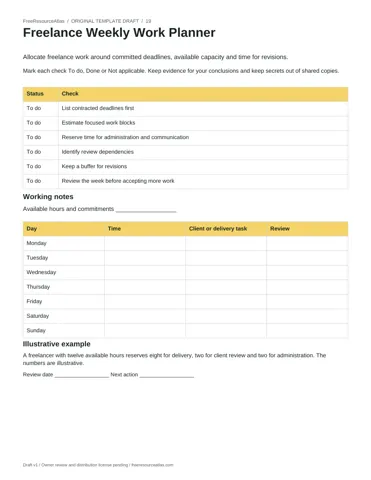 FreeResourceAtlas / ORIGINAL TEMPLATE DRAFT / 19
Freelance Weekly Work Planner
Allocate freelance work around committed deadlines, available capacity and time for revisions.
Mark each check To do, Done or Not applicable. Keep evidence for your conclusions and keep secrets out of shared copies.
Status Check
To do List contracted deadlines first
To do Estimate focused work blocks
To do Reserve time for administration and communication
To do Identify review dependencies
To do Keep a buffer for revisions
To do Review the week before accepting more work
Working notes
Available hours and commitments ____________________
Day Time Client or delivery task Review
Monday
Tuesday
Wednesday
Thursday
Friday
Saturday
Sunday
Illustrative example
A freelancer with twelve available hours reserves eight for delivery, two for client review and two for administration. The
numbers are illustrative.
Review date ____________________ Next action ____________________
Draft v1 / Owner review and distribution license pending / freeresourceatlas.com